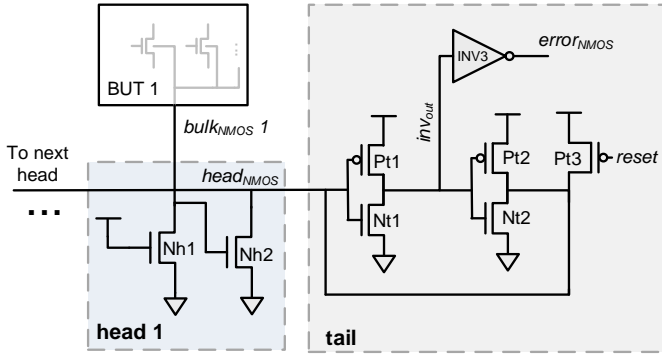 BUT 1
bulkNMOS 1
To next
head
...
headNMOS
Nh1
Nh2
head 1
INV3
errorNMOS
invout
Pt1
Pt2
Pt3
reset
Nt1
Nt2
tail